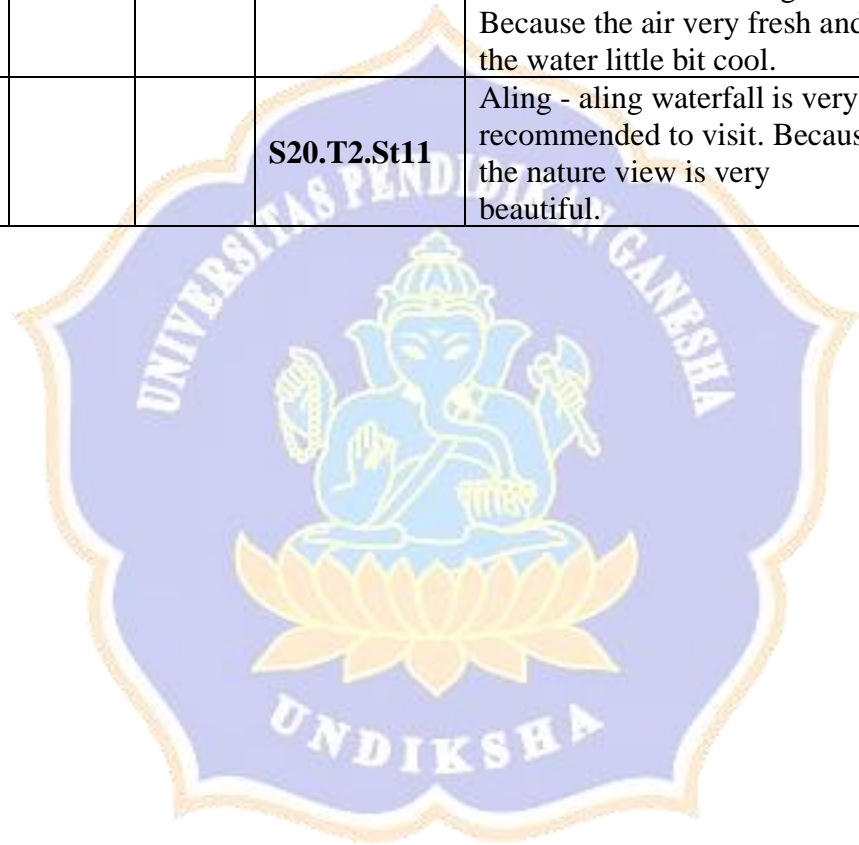 Because the air very fresh and
the water little bit cool.
S20.T2.St11
Aling - aling waterfall is very
recommended to visit. Becaus
the nature view is very
beautiful.
UNIVERSITAS PENDIDIKAN GANESHA
UNDIKSHA